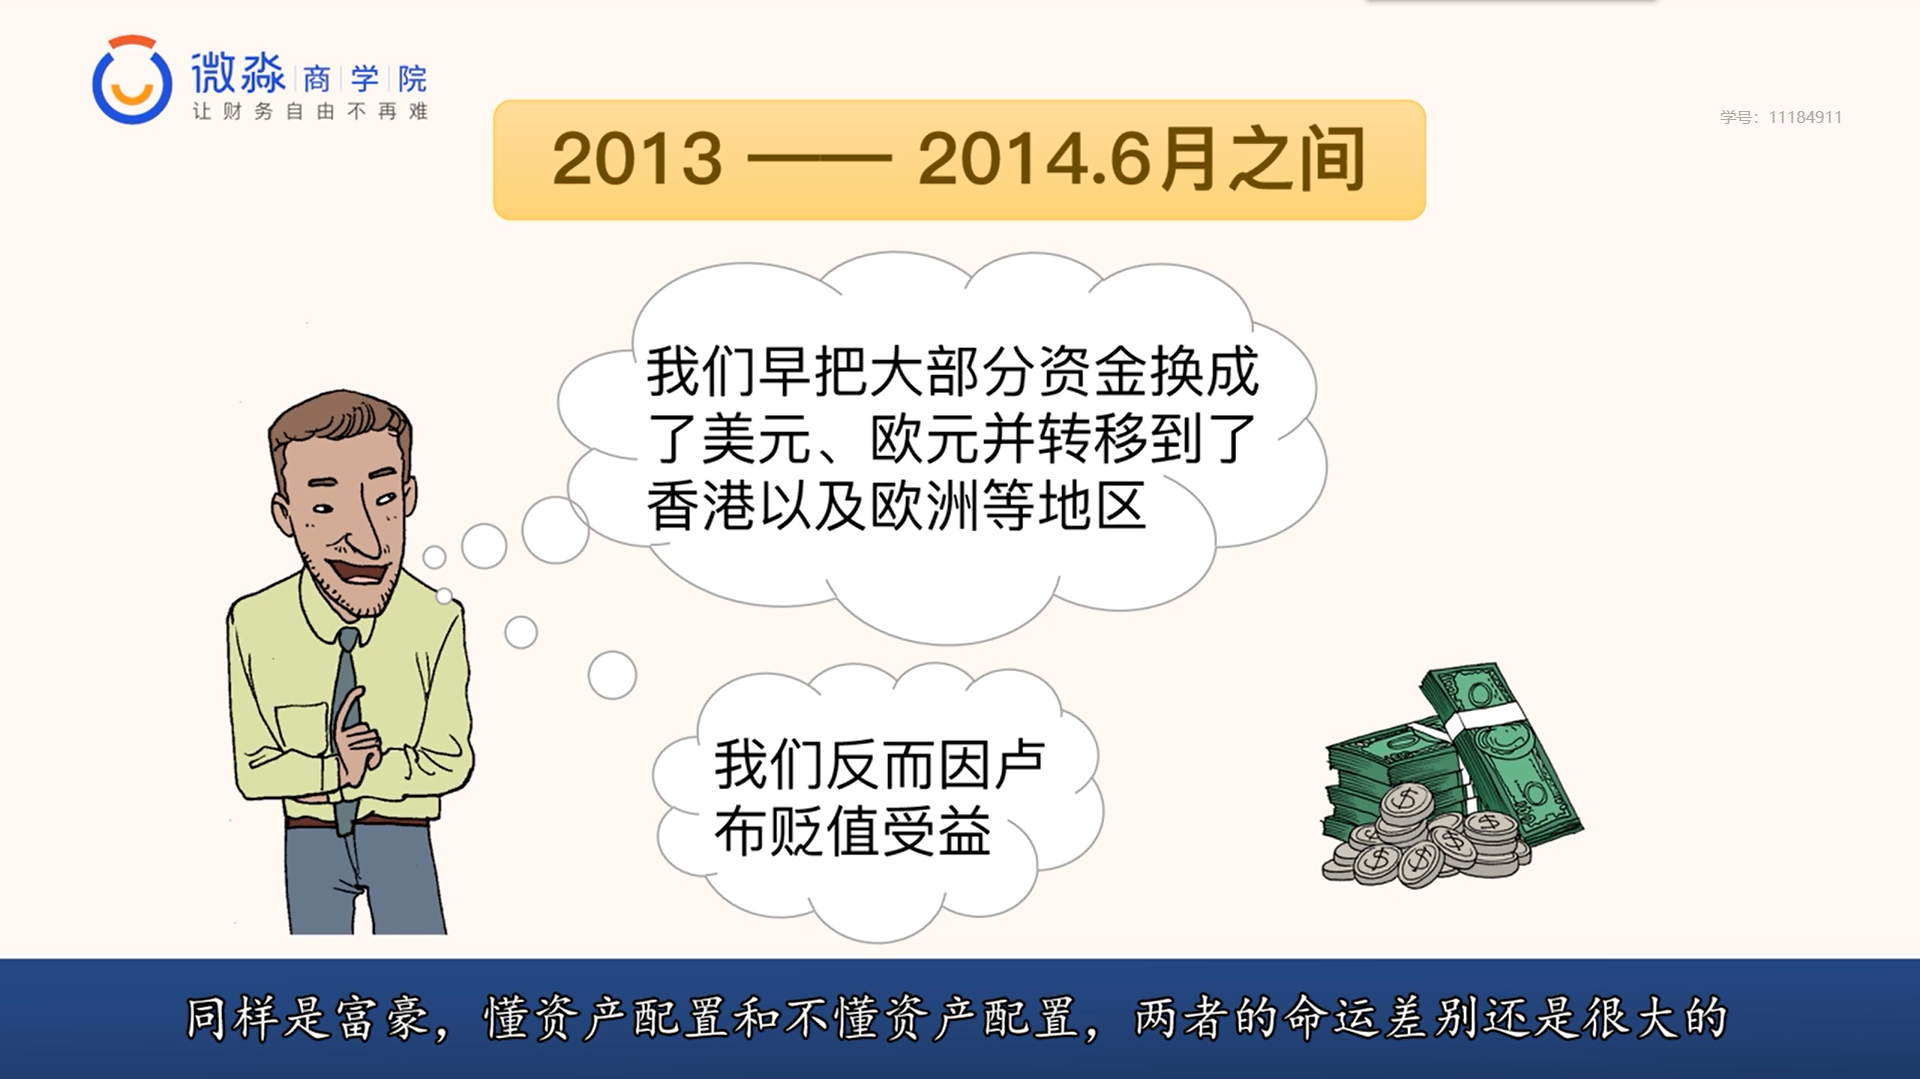 微淼商学院
让财务自由不再难
学号：11184911
2013 —— 2014.6月之间
我们早把大部分资金换成
了美元、欧元并转移到了
香港以及欧洲等地区
我们反而因卢
布贬值受益
同样是富豪，懂资产配置和不懂资产配置，两者的命运差别还是很大的